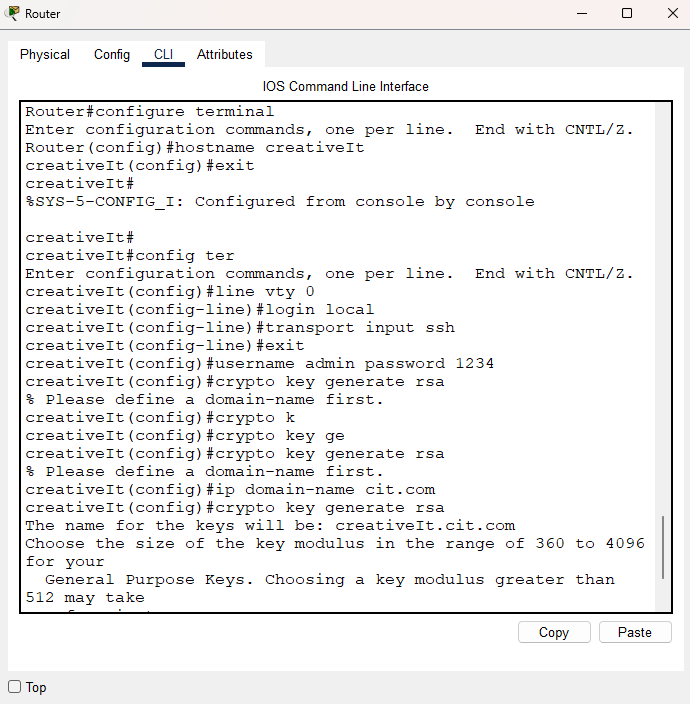 Router
Physical Config CLI Attributes
IOS Command Line Interface
Router#configure terminal
Enter configuration commands, one per line.  End with CNTL/Z.
Router(config)#hostname creativeIt
creativeIt(config)#exit
creativeIt#
%SYS-5-CONFIG_I: Configured from console by console
creativeIt#
creativeIt#config ter
Enter configuration commands, one per line.  End with CNTL/Z.
creativeIt(config)#line vty 0
creativeIt(config-line)#login local
creativeIt(config-line)#transport input ssh
creativeIt(config-line)#exit
creativeIt(config)#username admin password 1234
creativeIt(config)#crypto key generate rsa
% Please define a domain-name first.
creativeIt(config)#crypto k
creativeIt(config)#crypto key ge
creativeIt(config)#crypto key generate rsa
% Please define a domain-name first.
creativeIt(config)#ip domain-name cit.com
creativeIt(config)#crypto key generate rsa
The name for the keys will be: creativeIt.cit.com
Choose the size of the key modulus in the range of 360 to 4096
for your
  General Purpose Keys. Choosing a key modulus greater than
512 may take
Copy Paste
Top